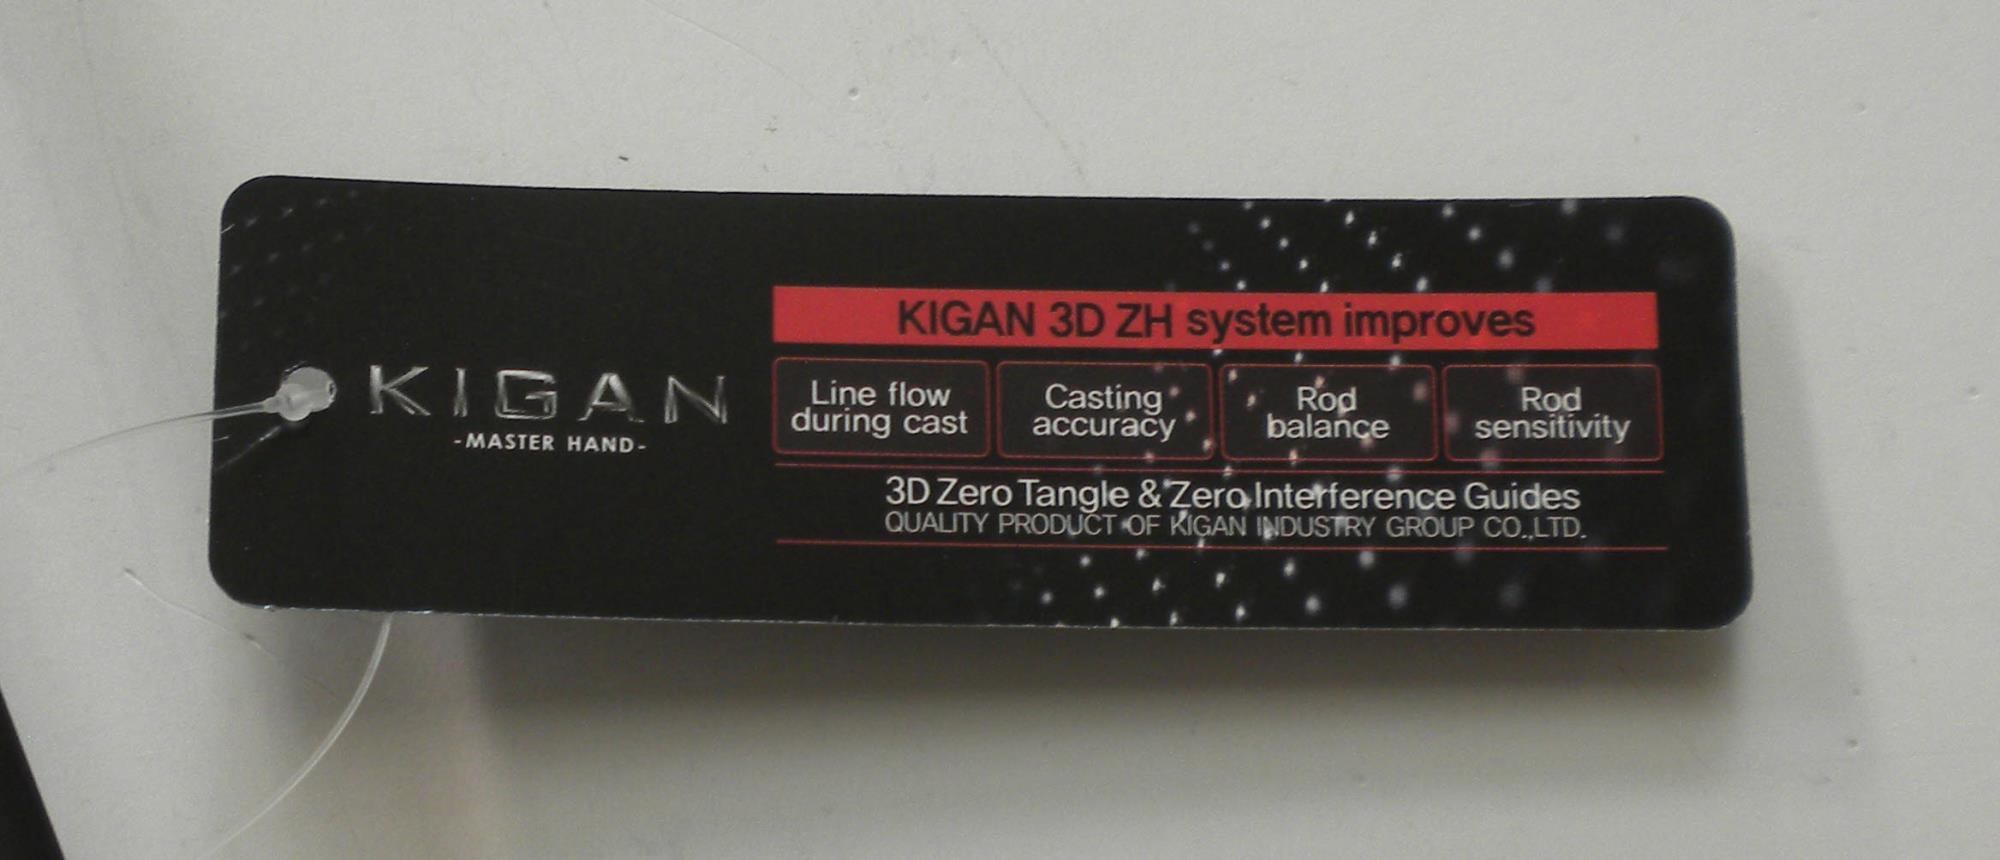 KIGAN
-MASTER HAND-
KIGAN 3D ZH system improves
Line flow
during cast
Casting
accuracy
Rod
balance
Rod
sensitivity
3D Zero Tangle & Zero Interference Guides
QUALITY PRODUCT OF KIGAN INDUSTRY GROUP CO.,LTD.